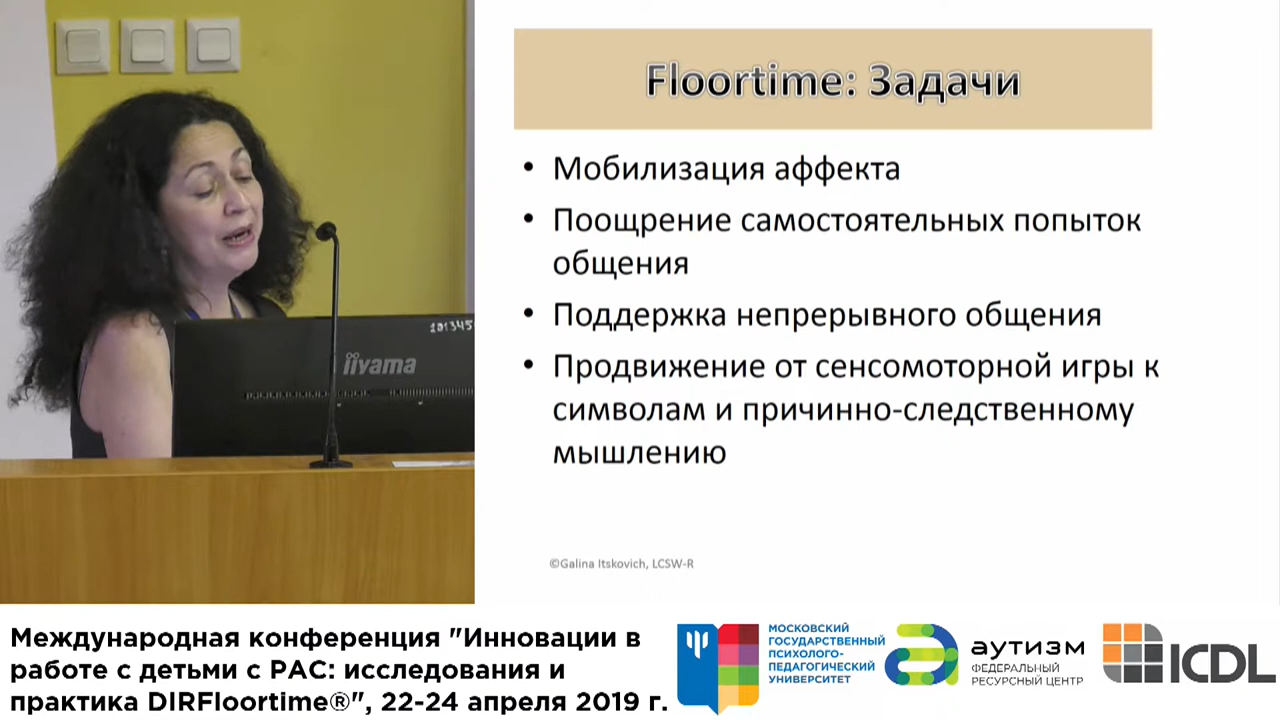 Floortime: Задачи
• Мобилизация аффекта
• Поощрение самостоятельных попыток
общения
• Поддержка непрерывного общения
• Продвижение от сенсомоторной игры к
символам и причинно-следственному
мышлению
©Galina Itskovich, LCSW-R
101345
iiyama
Международная конференция "Инновации в
работе с детьми с РАС: исследования и
практика DIRFloortime®", 22-24 апреля 2019 г.
МОСКОВСКИЙ
ГОСУДАРСТВЕННЫЙ
ПСИХОЛОГО-
ПЕДАГОГИЧЕСКИЙ
УНИВЕРСИТЕТ
аутизм
ФЕДЕРАЛЬНЫЙ
РЕСУРСНЫЙ ЦЕНТР
ICDL